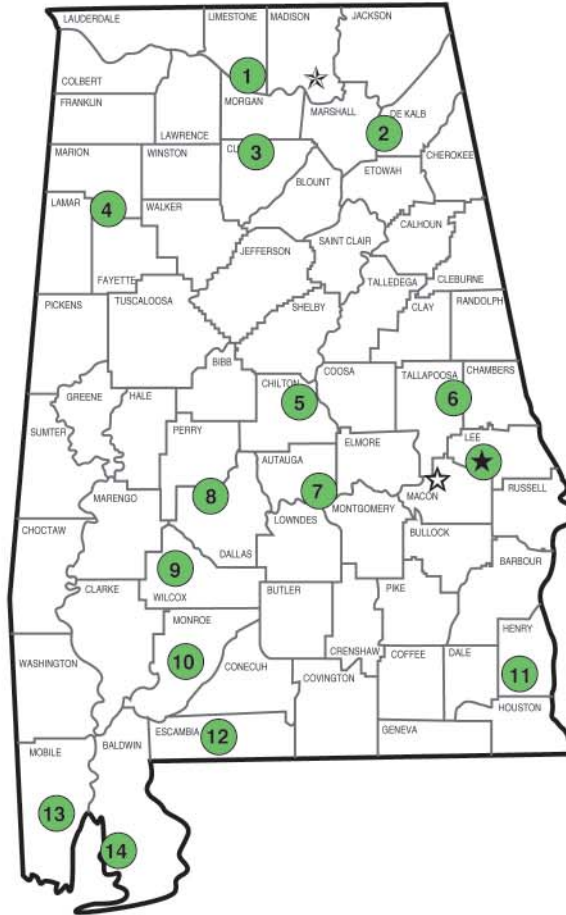 LAUDERDALE
LIMESTONE
MADISON
JACKSON
COLBERT
1
FRANKLIN
MORGAN
MARSHALL
DE KALB
2
LAWRENCE
3
MARION
WINSTON
CHEROKEE
ETOWAH
BLOUNT
LAMAR
4
WALKER
CALHOUN
SAINT CLAIR
JEFFERSON
FAYETTE
TALLEDEGA
CLEBURNE
PICKENS
TUSCALOOSA
SHELBY
CLAY
RANDOLPH
BIBB
COOSA
TALLAPOOSA
CHAMBERS
CHILTON
GREENE
HALE
5
6
SUMTER
PERRY
ELMORE
LEE
AUTAUGA
8
7
MACON
RUSSELL
MARENGO
MONTGOMERY
LOWNDES
CHOCTAW
BULLOCK
DALLAS
BARBOUR
9
CLARKE
WILCOX
BUTLER
PIKE
MONROE
HENRY
10
CONECUH
CRENSHAW
COFFEE
DALE
WASHINGTON
COVINGTON
11
HOUSTON
ESCAMBIA
12
GENEVA
MOBILE
BALDWIN
13
14